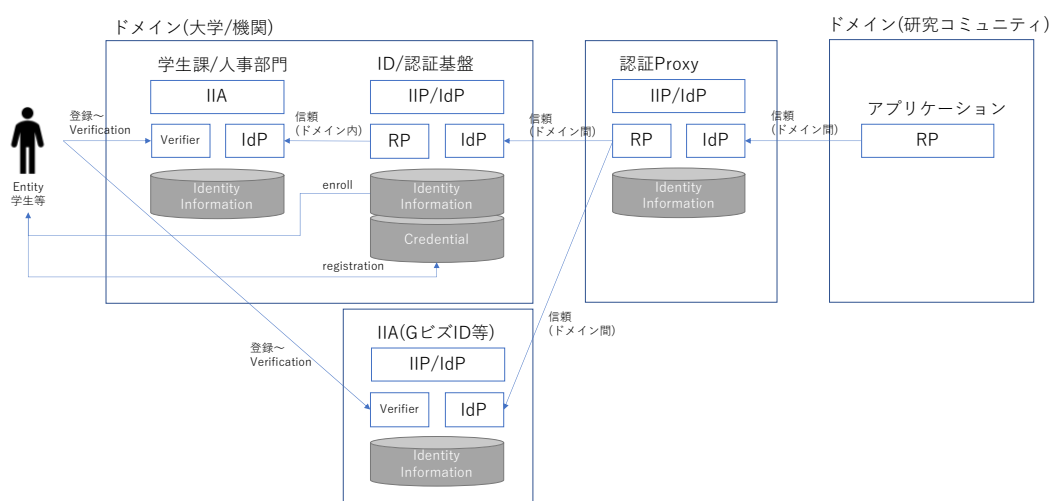 ドメイン(大学/機関)
ドメイン(研究コミュニティ)
学生課/人事部門
ID/認証基盤
認証Proxy
アプリケーション
IIA
IIP/IdP
IIP/IdP
登録～
Verification
Verifier
IdP
信頼
(ドメイン内)
RP
IdP
信頼
(ドメイン間)
RP
IdP
信頼
(ドメイン間)
RP
Entity
学生等
Identity
Information
enroll
Identity
Information
Identity
Information
Credential
registration
登録～
Verification
IIA(GビズID等)
信頼
(ドメイン間)
IIP/IdP
Verifier
IdP
Identity
Information